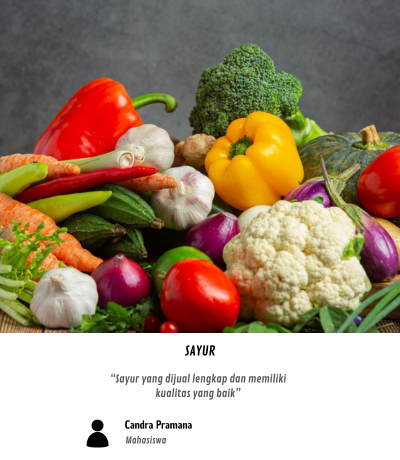 SAYUR
“Sayur yang dijual lengkap dan memiliki
kualitas yang baik”
Candra Pramana
Mahasiswa